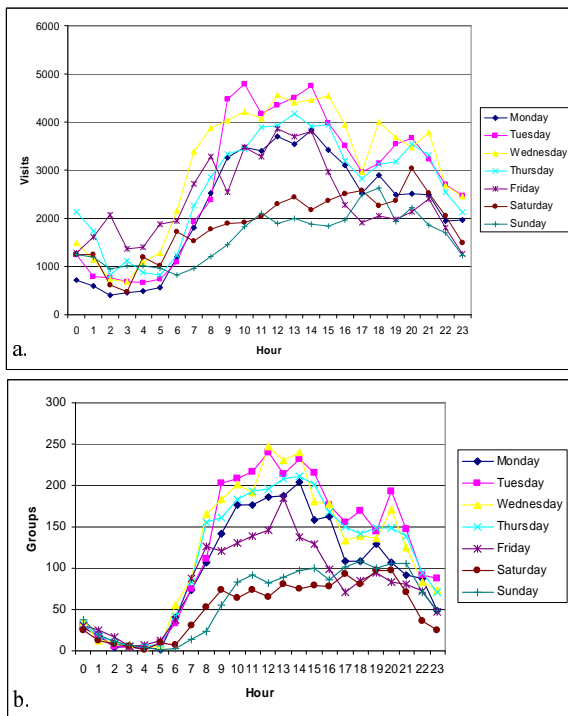 6000
5000
4000
3000
2000
1000
0
Visits
0 1 2 3 4 5 6 7 8 9 10 11 12 13 14 15 16 17 18 19 20 21 22 23
Hour
Monday
Tuesday
Wednesday
Thursday
Friday
Saturday
Sunday
a.
300
250
200
150
100
50
0
Groups
0 1 2 3 4 5 6 7 8 9 10 11 12 13 14 15 16 17 18 19 20 21 22 23
Hour
Monday
Tuesday
Wednesday
Thursday
Friday
Saturday
Sunday
b.